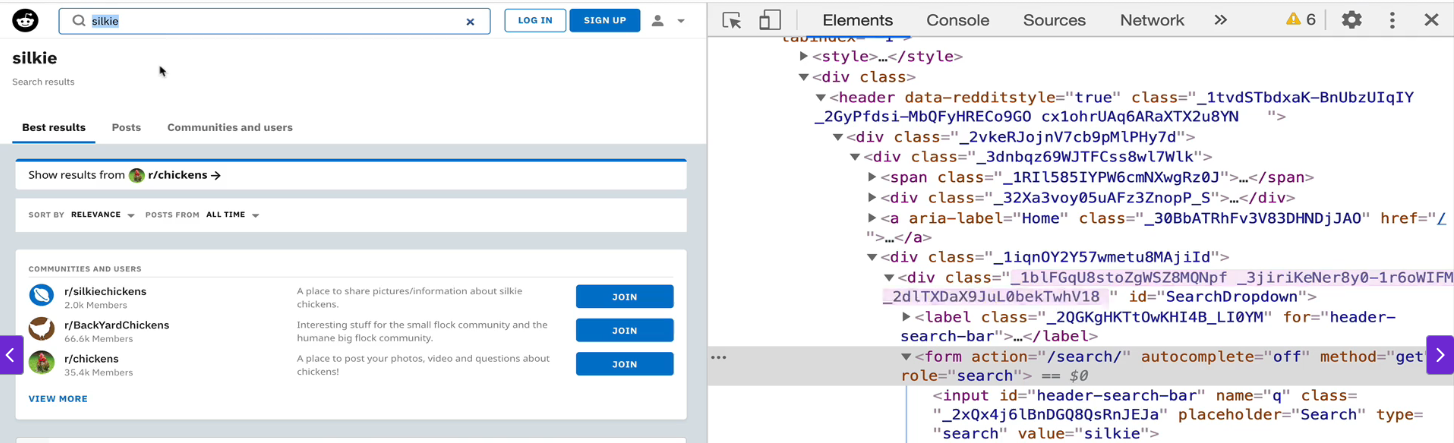 silkie
LOG IN
SIGN UP
silkie
Search results
Best results
Posts
Communities and users
Show results from r/chickens →
SORT BY RELEVANCE POSTS FROM ALL TIME
COMMUNITIES AND USERS
r/silkiechickens
2.0k Members
A place to share pictures/information about silkie
chickens.
JOIN
r/BackYardChickens
66.6k Members
Interesting stuff for the small flock community and the
humane big flock community.
JOIN
r/chickens
35.4k Members
A place to post your photos, video and questions about
chickens!
JOIN
VIEW MORE
Elements Console Sources Network » 6
<style>…</style>
<div class>
<header data-redditstyle="true" class="_1tvdSTbdxaK-BnUbzUIqIY
_2GyPfdsi-MbQFyHRECo9GO cx1ohrUAq6ARaXTX2u8YN ">
<div class="_2vkeRJojnV7cb9pMlPHy7d">
<div class="_3dnbqz69WJTFCss8wl7Wlk">
<span class="_1RIl585IYPW6cmNXwgRz0J">…</span>
<div class="_32Xa3voy05uAFz3ZnopP_S">…</div>
<a aria-label="Home" class="_30BbATRhFv3V83DHNDjJAO" href="/
">…</a>
<div class="_1iqnOY2Y57wmetu8MAjiId">
<div class="_1blFGqU8stoZgWSZ8MQNpf _3jiriKeNer8y0-1r6oWIFM
_2dlTXDaX9JuL0bekTwhV18 " id="SearchDropdown">
<label class="_2QGKgHKTtOwKHI4B_LI0YM" for="header-
search-bar">…</label>
<form action="/search/" autocomplete="off" method="get"
role="search"> == $0
<input id="header-search-bar" name="q" class=
"_2xQx4j6lBnDGQ8QsRnJEJa" placeholder="Search" type=
"search" value="silkie">